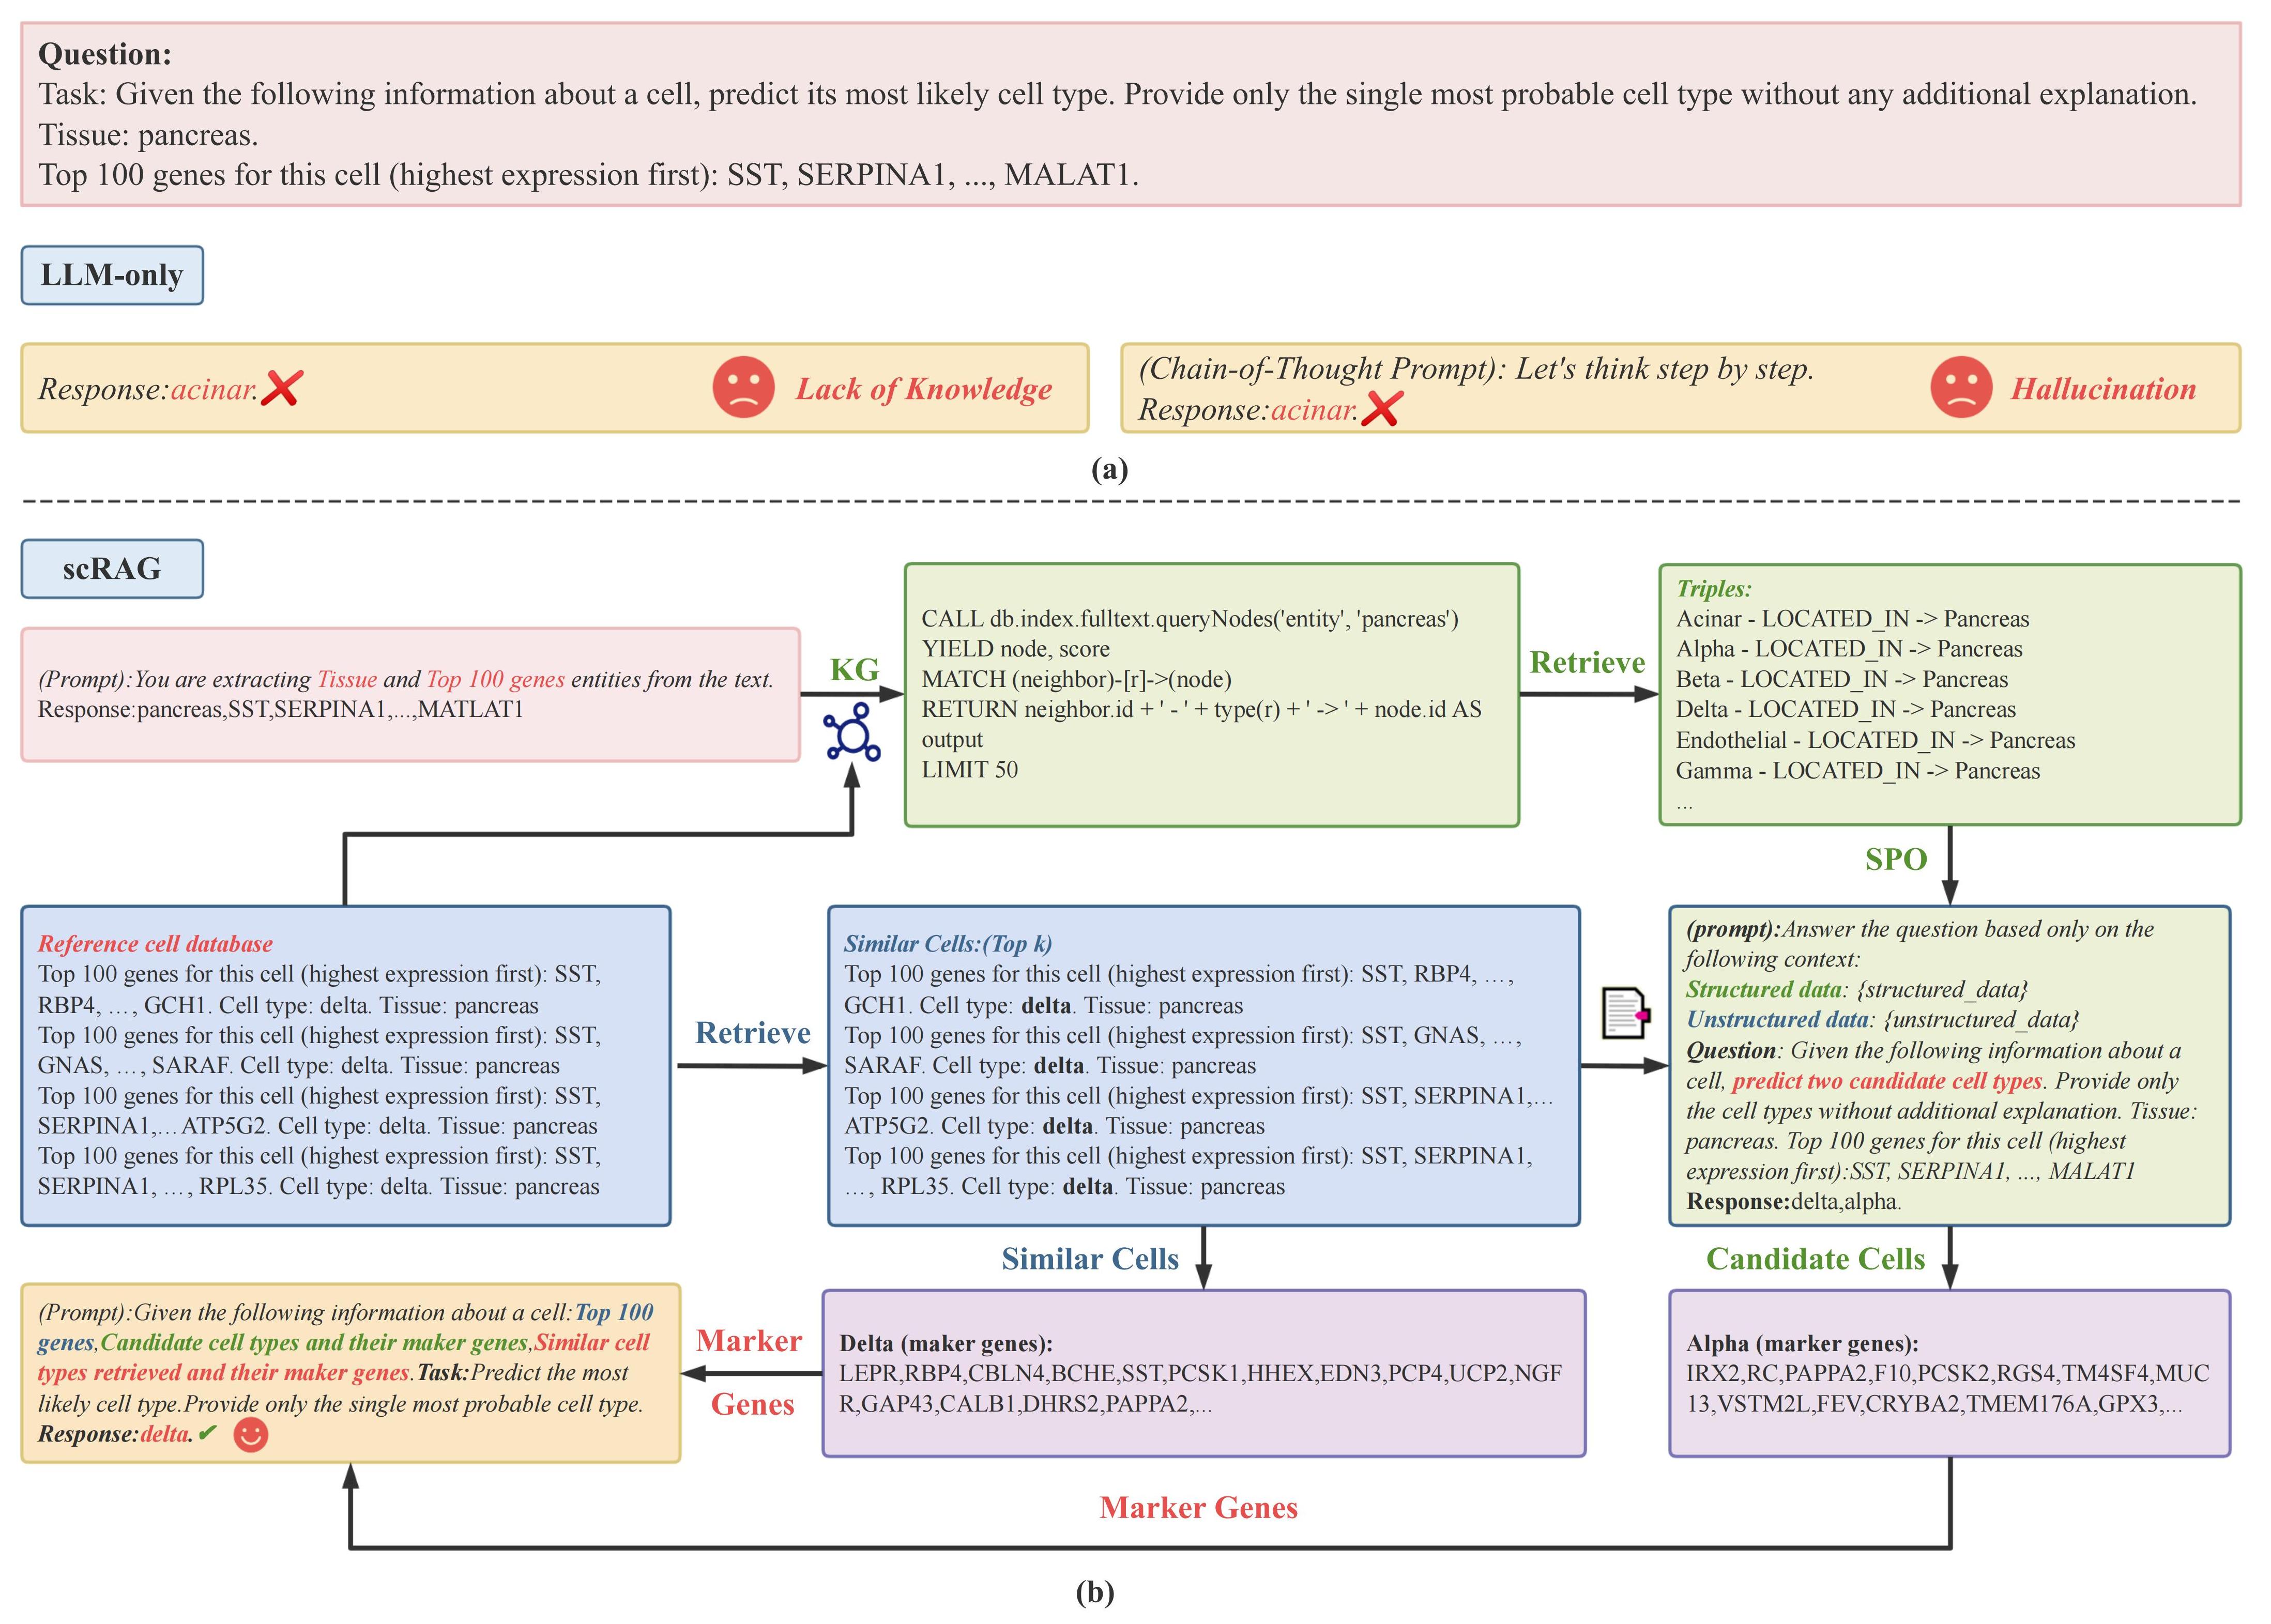 Question:
Task: Given the following information about a cell, predict its most likely cell type. Provide only the single most probable cell type without any additional explanation.
Tissue: pancreas.
Top 100 genes for this cell (highest expression first): SST, SERPINA1, ..., MALAT1.
LLM-only
Response:acinar.
Lack of Knowledge
(Chain-of-Thought Prompt): Let's think step by step.
Response:acinar.
Hallucination
(a)
scRAG
(Prompt):You are extracting Tissue and Top 100 genes entities from the text.
Response:pancreas,SST,SERPINA1,...,MATLAT1
KG
CALL db.index.fulltext.queryNodes('entity', 'pancreas')
YIELD node, score
MATCH (neighbor)-[r]->(node)
RETURN neighbor.id + ' - ' + type(r) + ' -> ' + node.id AS
output
LIMIT 50
Retrieve
Triples:
Acinar - LOCATED_IN -> Pancreas
Alpha - LOCATED_IN -> Pancreas
Beta - LOCATED_IN -> Pancreas
Delta - LOCATED_IN -> Pancreas
Endothelial - LOCATED_IN -> Pancreas
Gamma - LOCATED_IN -> Pancreas
...
SPO
Reference cell database
Top 100 genes for this cell (highest expression first): SST,
RBP4, …, GCH1. Cell type: delta. Tissue: pancreas
Top 100 genes for this cell (highest expression first): SST,
GNAS, …, SARAF. Cell type: delta. Tissue: pancreas
Top 100 genes for this cell (highest expression first): SST,
SERPINA1,… ATP5G2. Cell type: delta. Tissue: pancreas
Top 100 genes for this cell (highest expression first): SST,
SERPINA1, …, RPL35. Cell type: delta. Tissue: pancreas
Retrieve
Similar Cells:(Top k)
Top 100 genes for this cell (highest expression first): SST, RBP4, …,
GCH1. Cell type: delta. Tissue: pancreas
Top 100 genes for this cell (highest expression first): SST, GNAS, …,
SARAF. Cell type: delta. Tissue: pancreas
Top 100 genes for this cell (highest expression first): SST, SERPINA1,…
ATP5G2. Cell type: delta. Tissue: pancreas
Top 100 genes for this cell (highest expression first): SST, SERPINA1,
…, RPL35. Cell type: delta. Tissue: pancreas
(prompt):Answer the question based only on the
following context:
Structured data: {structured_data}
Unstructured data: {unstructured_data}
Question: Given the following information about a
cell, predict two candidate cell types. Provide only
the cell types without additional explanation. Tissue:
pancreas. Top 100 genes for this cell (highest
expression first):SST, SERPINA1, ..., MALAT1
Response:delta,alpha.
Similar Cells
Candidate Cells
(Prompt):Given the following information about a cell:Top 100
genes,Candidate cell types and their maker genes,Similar cell
types retrieved and their maker genes.Task:Predict the most
likely cell type.Provide only the single most probable cell type.
Response:delta.
Marker
Genes
Delta (maker genes):
LEPR,RBP4,CBLN4,BCHE,SST,PCSK1,HHEX,EDN3,PCP4,UCP2,NGF
R,GAP43,CALB1,DHRS2,PAPPA2,...
Alpha (marker genes):
IRX2,RC,PAPPA2,F10,PCSK2,RGS4,TM4SF4,MUC
13,VSTM2L,FEV,CRYBA2,TMEM176A,GPX3,...
Marker Genes
(b)